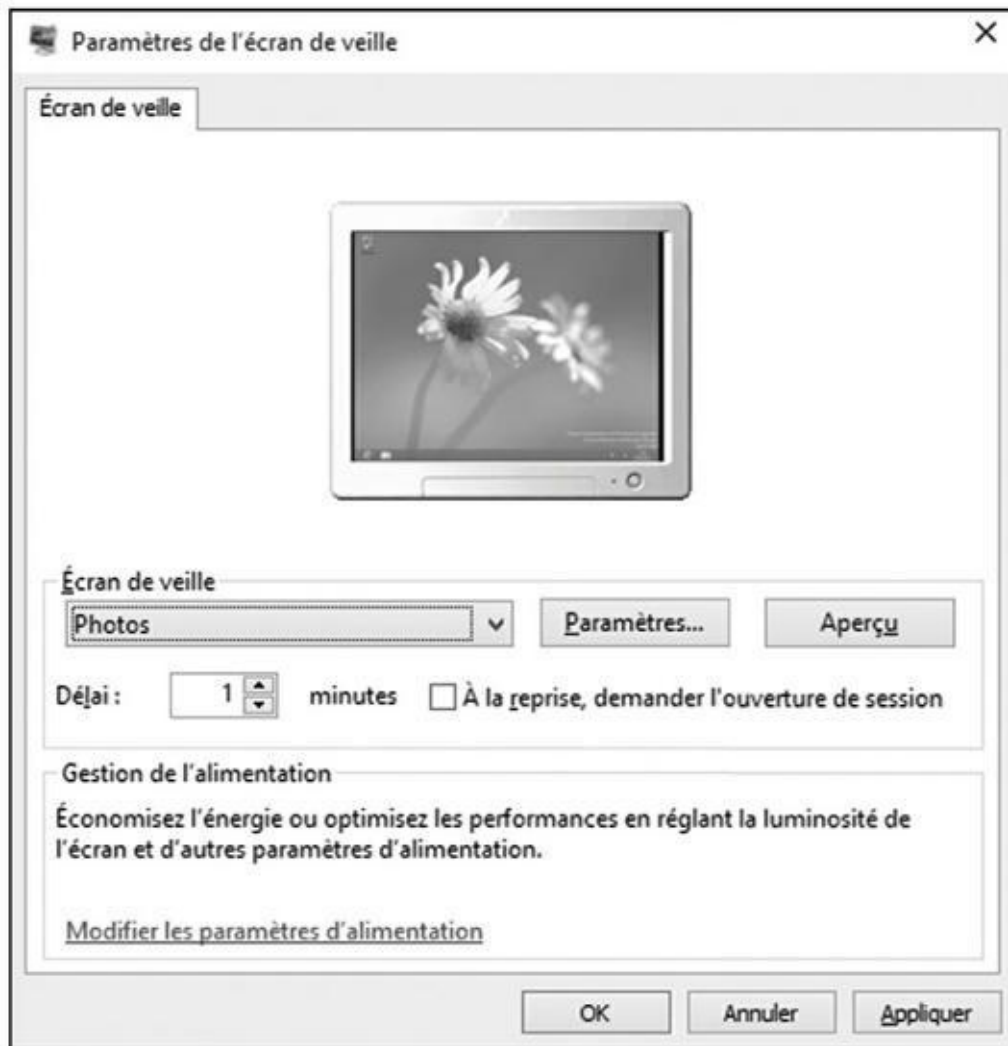 Paramètres de l'écran de veille
Écran de veille
Écran de veille
Photos
Paramètres...
Aperçu
Délai :
1
minutes
À la reprise, demander l'ouverture de session
Gestion de l'alimentation
Économisez l'énergie ou optimisez les performances en réglant la luminosité de
l'écran et d'autres paramètres d'alimentation.
Modifier les paramètres d'alimentation
OK
Annuler
Appliquer